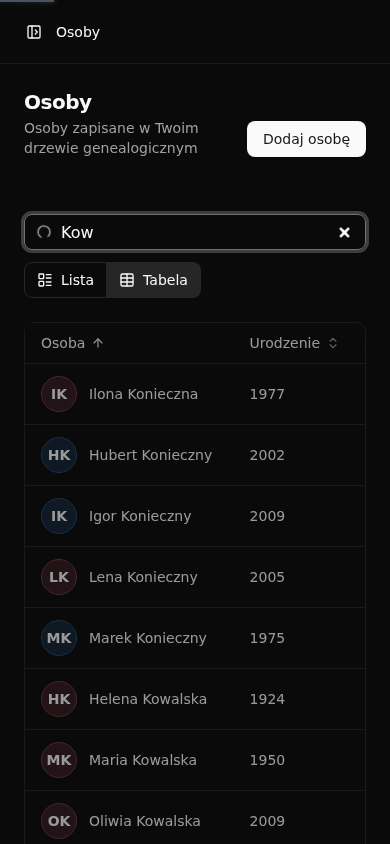 Osoby
Osoby
Osoby zapisane w Twoim
drzewie genealogicznym
Dodaj osobę
Kow
Lista
Tabela
Osoba
Urodzenie
IK Ilona Konieczna 1977
HK Hubert Konieczny 2002
IK Igor Konieczny 2009
LK Lena Konieczny 2005
MK Marek Konieczny 1975
HK Helena Kowalska 1924
MK Maria Kowalska 1950
OK Oliwia Kowalska 2009